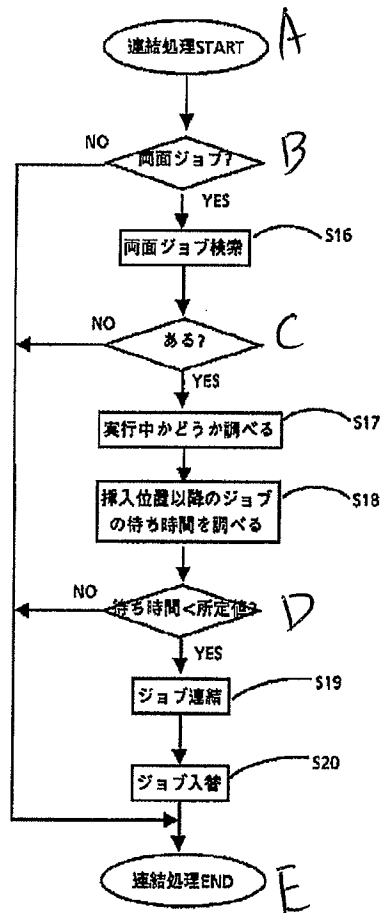 連結処理START
A
両面ジョブ?
B
NO
YES
両面ジョブ検索
S16
ある?
C
NO
YES
実行中かどうか調べる
S17
挿入位置以降のジョブ
の待ち時間を調べる
S18
待ち時間<所定値?
D
NO
YES
ジョブ連結
S19
ジョブ入替
S20
連結処理END
E